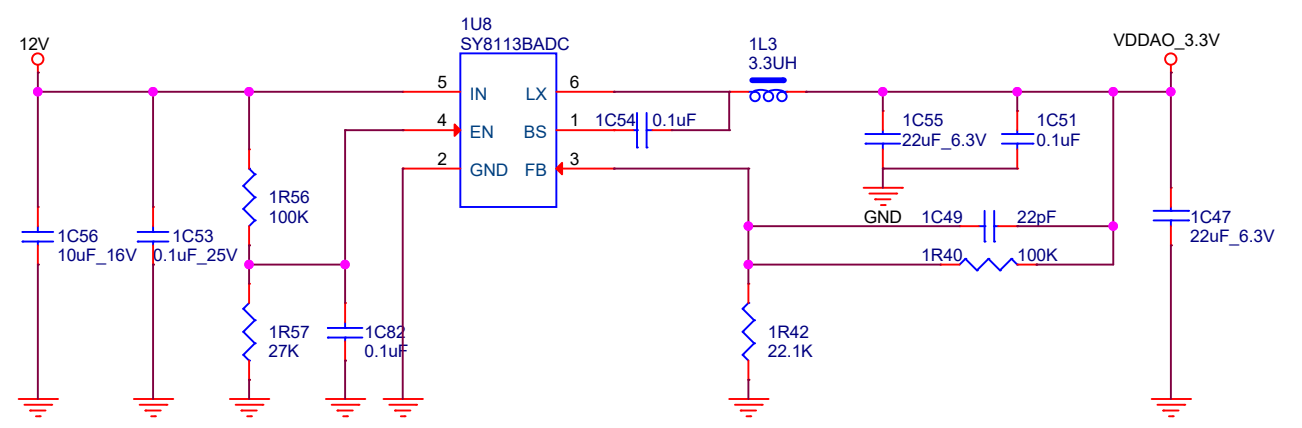 12V
1U8
SY8113BADC
5
IN
4
EN
2
GND
LX
6
BS
1
FB
3
1L3
3.3UH
VDDAO_3.3V
1C54
0.1uF
1C55
22uF_6.3V
1C51
0.1uF
1R56
100K
1C56
10uF_16V
1C53
0.1uF_25V
GND
1C49
22pF
1C47
22uF_6.3V
1R40
100K
1R57
27K
1C82
0.1uF
1R42
22.1K